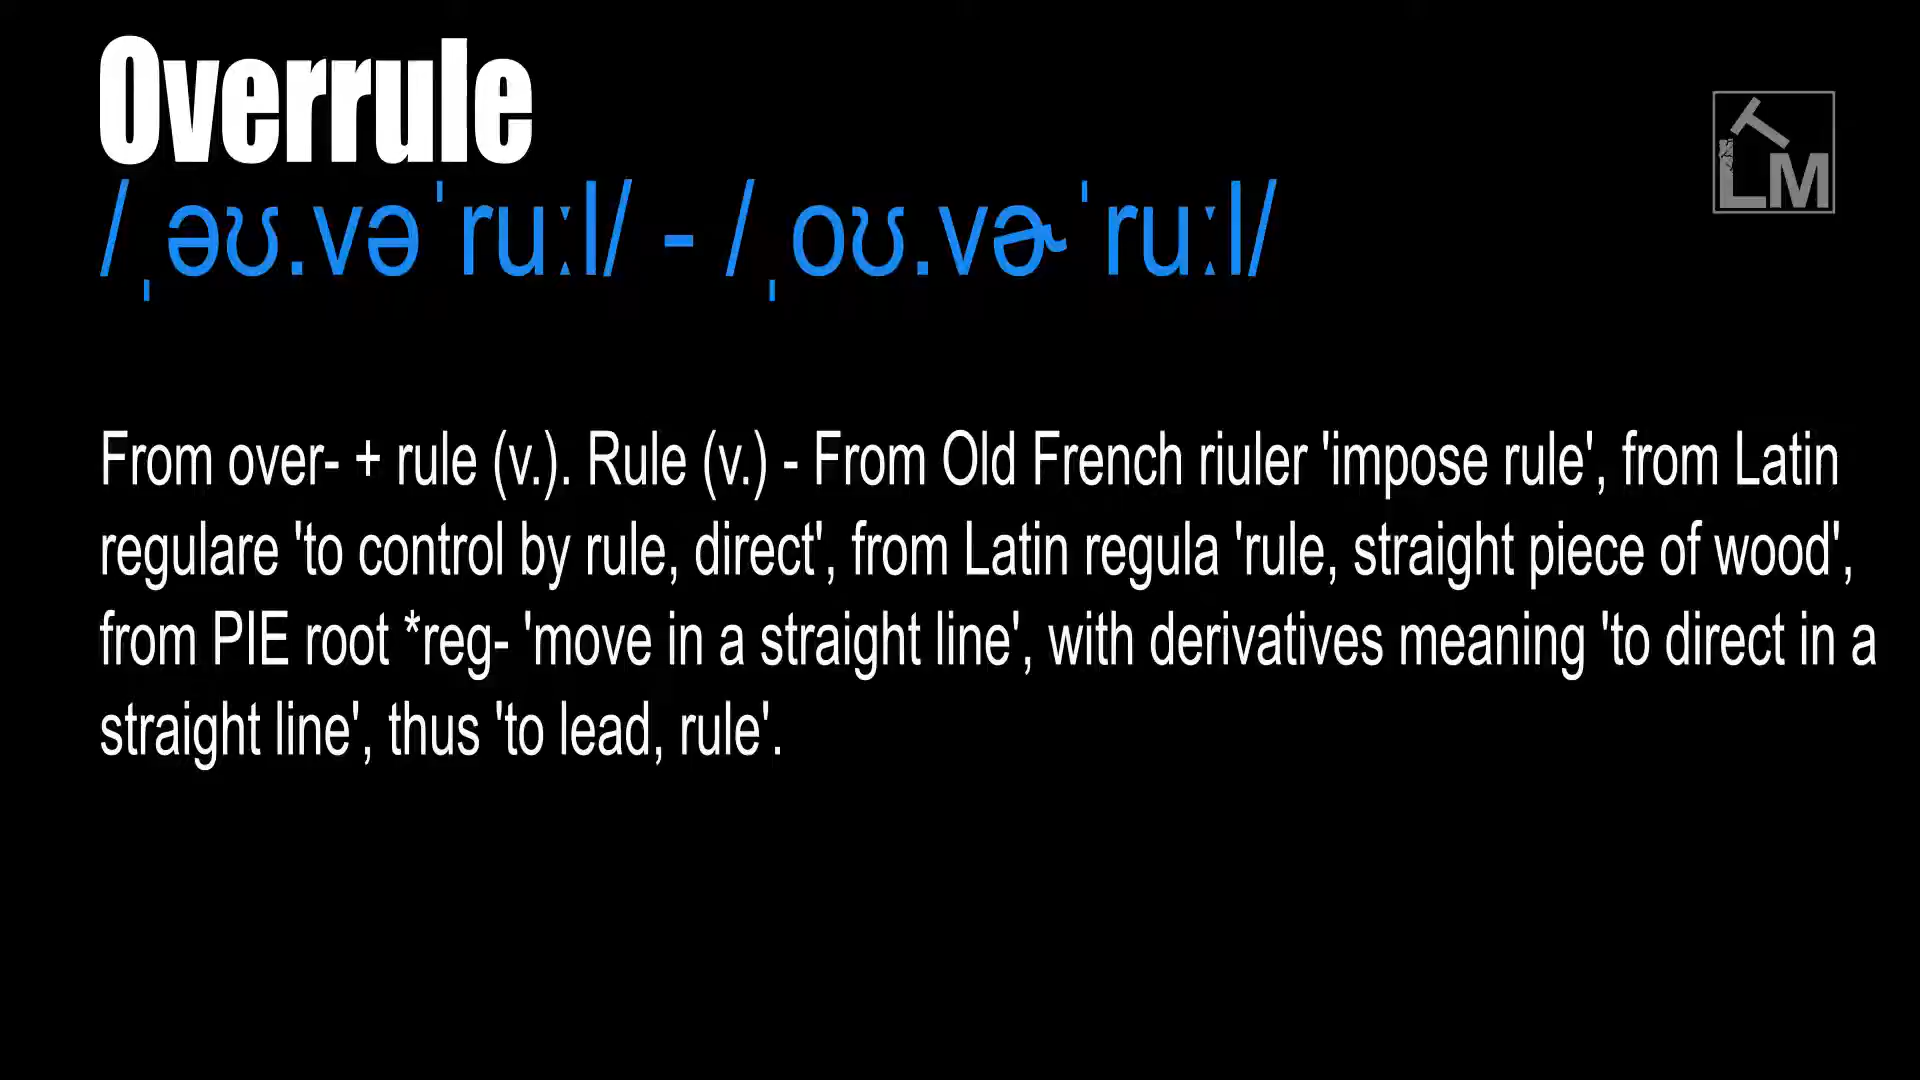 Overrule
/ˌəʊ.vəˈruːl/ - /ˌoʊ.vɚˈruːl/
TLM
From over- + rule (v.). Rule (v.) - From Old French riuler 'impose rule', from Latin
regulare 'to control by rule, direct', from Latin regula 'rule, straight piece of wood',
from PIE root *reg- 'move in a straight line', with derivatives meaning 'to direct in a
straight line', thus 'to lead, rule'.